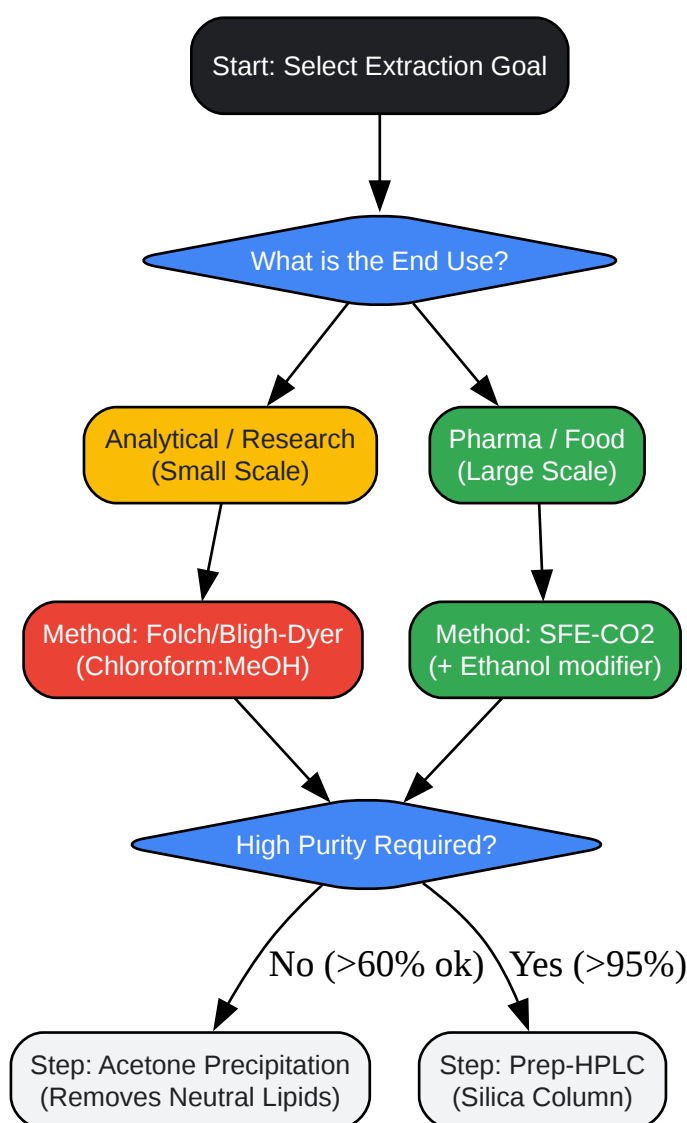 Start: Select Extraction Goal
What is the End Use?
Analytical / Research
(Small Scale)
Pharma / Food
(Large Scale)
Method: Folch/Bligh-Dyer
(Chloroform:MeOH)
Method: SFE-CO2
(+ Ethanol modifier)
High Purity Required?
No (>60% ok)
Yes (>95%)
Step: Acetone Precipitation
(Removes Neutral Lipids)
Step: Prep-HPLC
(Silica Column)